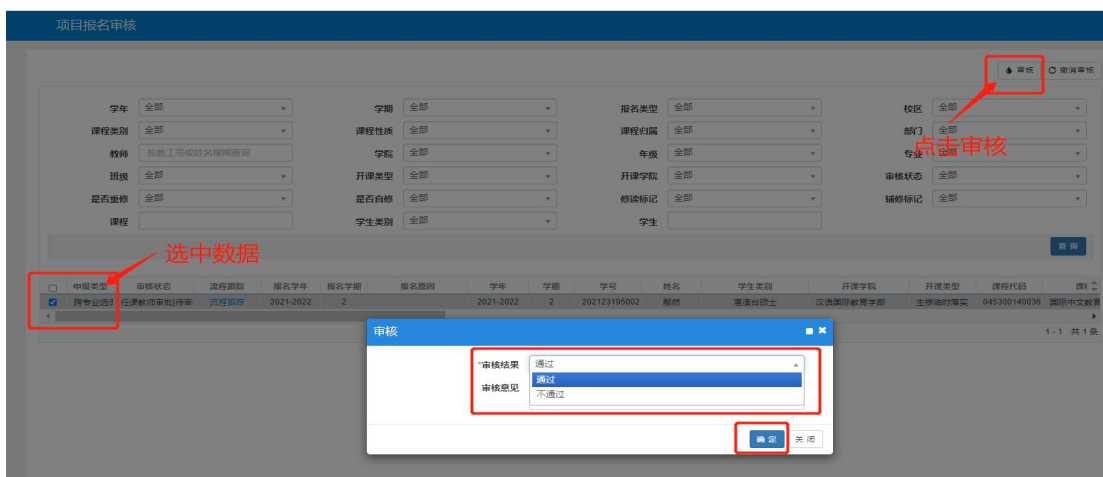 项目报名审核
审核 撤消审核
学年 全部 学期 全部 报名类型 全部 校区 全部
课程类别 全部 课程性质 全部 课程归属 全部 部门 全部
点击审核
教师 按教工号或姓名模糊查询 学院 全部 年级 全部 专业 全部
班级 全部 开课类型 全部 开课学院 全部 审核状态 全部
是否重修 全部 是否自修 全部 修读标记 全部 辅修标记 全部
课程 学生类别 全部 学生
选中数据
查 询
申报类型 审核状态 流程跟踪 报名学年 报名学期 报名原因 学年 学期 学号 姓名 学生类别 开课学院 开课类型 课程代码
跨专业选 任课教师审批(待审 流程跟踪 2021-2022 2 2021-2022 2 202123195002 港澳台硕士 汉语国际教育学部 主修临时落实 045300140036 国际中文教育
1 - 1 共 1 条
审核
*审核结果 通过
审核意见 通过
不通过
确 定 关 闭